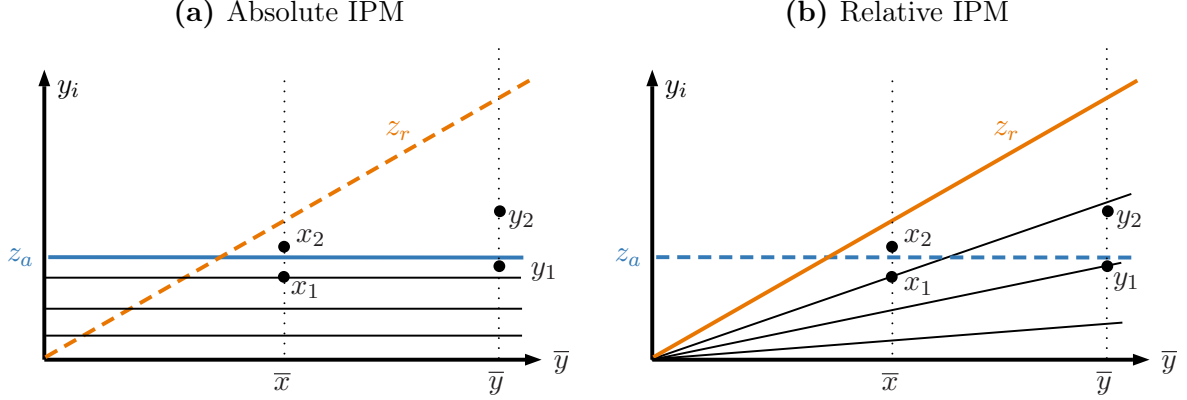 (a) Absolute IPM
y_i
z_r
z_a
x_2
x_1
y_2
y_1
x̅
y̅
y̅
(b) Relative IPM
y_i
z_r
z_a
x_2
x_1
y_2
y_1
x̅
y̅
y̅